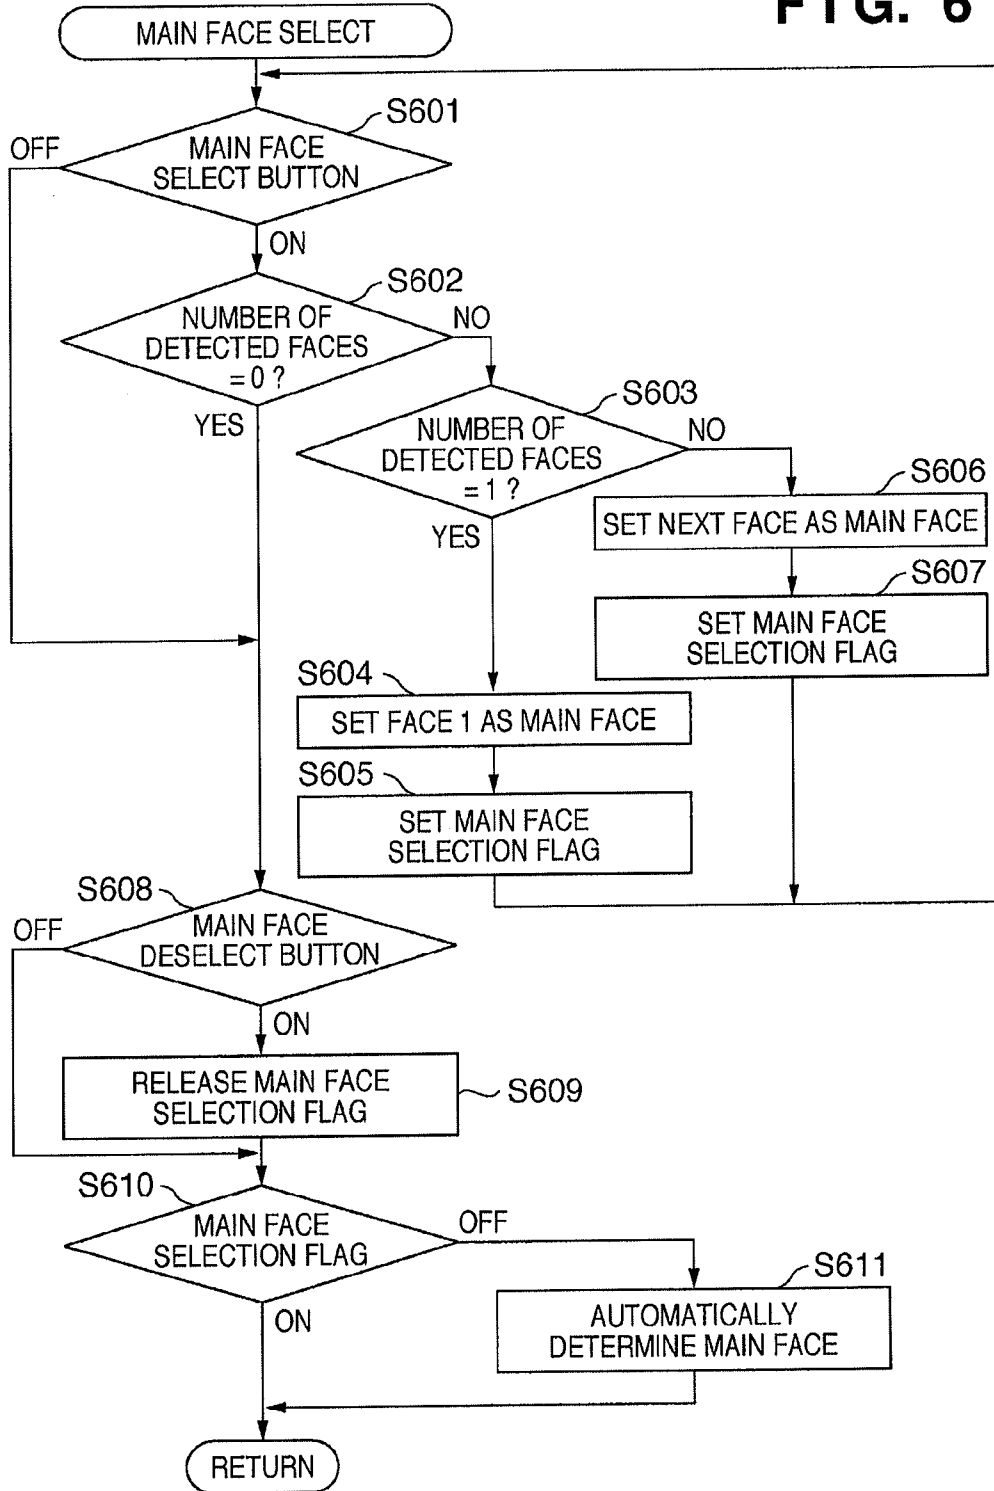 FIG. 6
MAIN FACE SELECT
S601
OFF
MAIN FACE
SELECT BUTTON
ON
S602
NUMBER OF
DETECTED FACES
= 0 ?
NO
YES
S603
NUMBER OF
DETECTED FACES
= 1 ?
NO
YES
S606
SET NEXT FACE AS MAIN FACE
S607
SET MAIN FACE
SELECTION FLAG
S604
SET FACE 1 AS MAIN FACE
S605
SET MAIN FACE
SELECTION FLAG
S608
OFF
MAIN FACE
DESELECT BUTTON
ON
RELEASE MAIN FACE
SELECTION FLAG
S609
S610
MAIN FACE
SELECTION FLAG
OFF
ON
S611
AUTOMATICALLY
DETERMINE MAIN FACE
RETURN